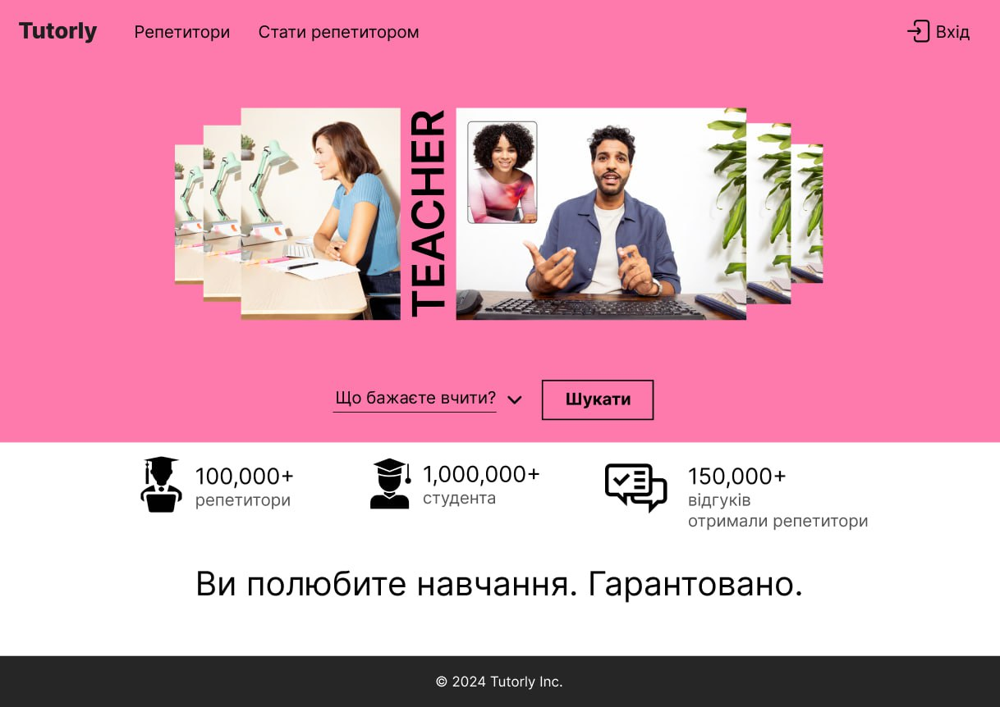 Tutorly
Репетитори
Стати репетитором
Вхід
TEACHER
Що бажаєте вчити?
Шукати
100,000+
репетитори
1,000,000+
студента
150,000+
відгуків
отримали репетитори
Ви полюбите навчання. Гарантовано.
© 2024 Tutorly Inc.